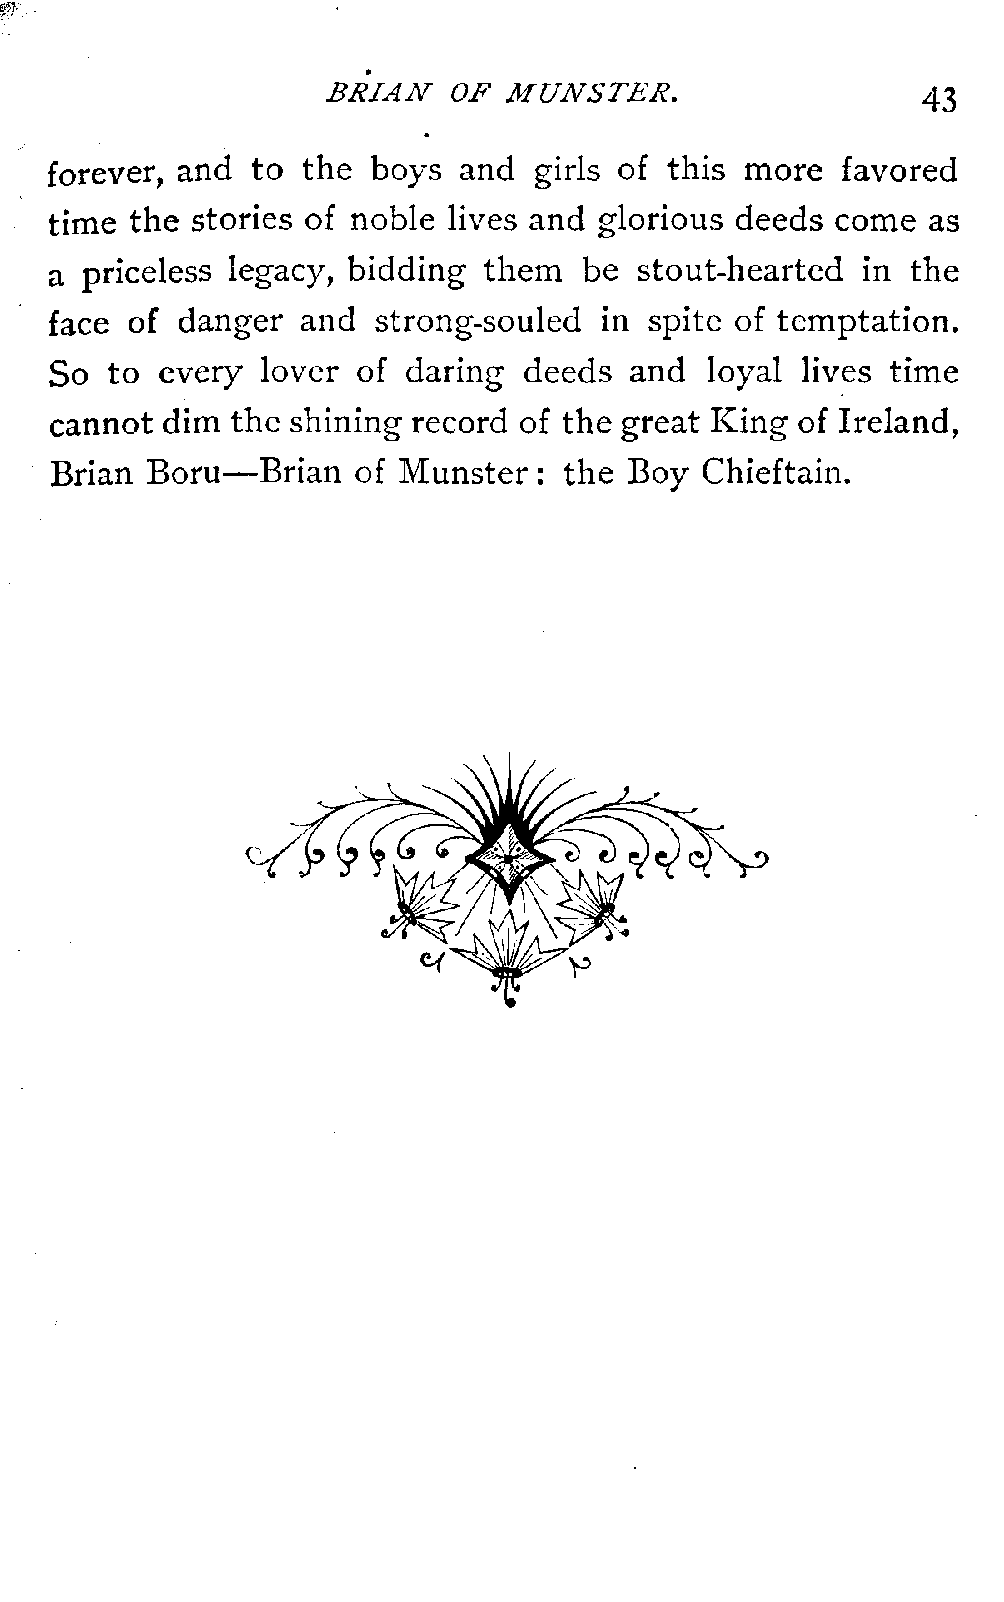 BRIAN OF MUNSTER. 43
forever, and to the boys and girls of this more favored
time the stories of noble lives and glorious deeds come as
a priceless legacy, bidding them be stout-hearted in the
face of danger and strong-souled in spite of temptation.
So to every lover of daring deeds and loyal lives time
cannot dim the shining record of the great King of Ireland,
Brian Boru—Brian of Munster: the Boy Chieftain.